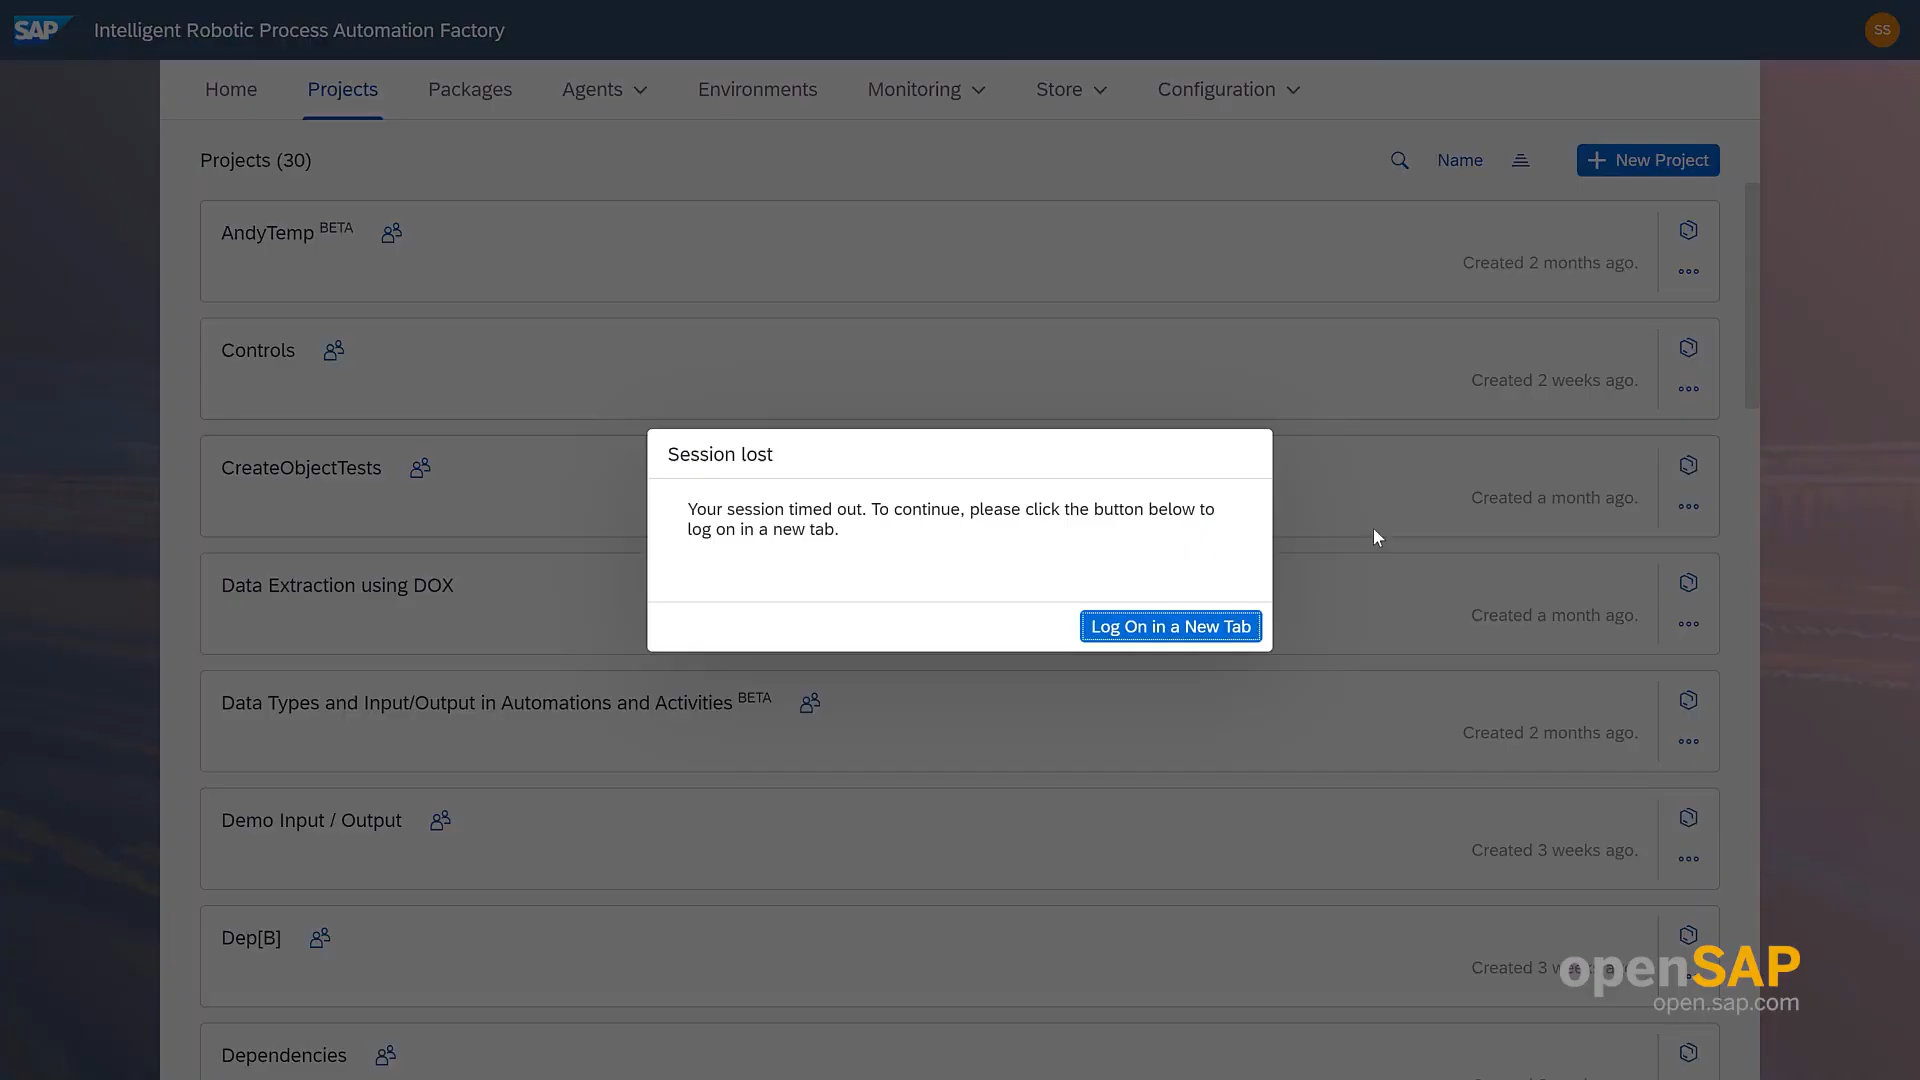 SAP Intelligent Robotic Process Automation Factory SS
Home Projects Packages Agents Environments Monitoring Store Configuration
Projects (30) Name New Project
AndyTemp BETA
Created 2 months ago.
Controls
Created 2 weeks ago.
Session lost
CreateObjectTests
Created a month ago.
Your session timed out. To continue, please click the button below to
log on in a new tab.
Data Extraction using DOX
Created a month ago.
Log On in a New Tab
Data Types and Input/Output in Automations and Activities BETA
Created 2 months ago.
Demo Input / Output
Created 3 weeks ago.
Dep[B]
Created 3
openSAP
open.sap.com
Dependencies